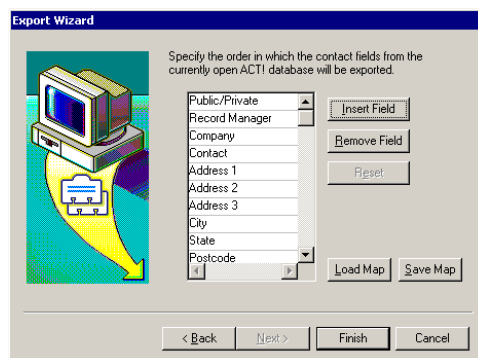 Export Wizard
Specify the order in which the contact fields from the
currently open ACT! database will be exported.
Public/Private
Record Manager
Company
Contact
Address 1
Address 2
Address 3
City
State
Postcode
Insert Field
Remove Field
Reset
Load Map
Save Map
< Back
Next >
Finish
Cancel